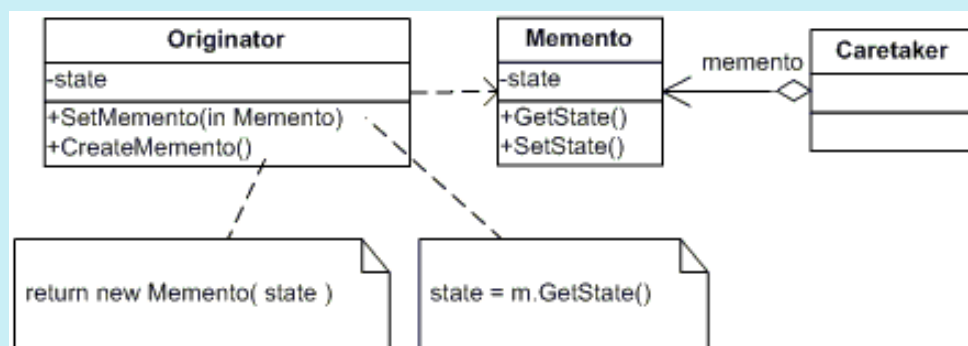 Originator
-state
+SetMemento(in Memento)
+CreateMemento()
Memento
-state
+GetState()
+SetState()
memento
Caretaker
return new Memento( state )
state = m.GetState()